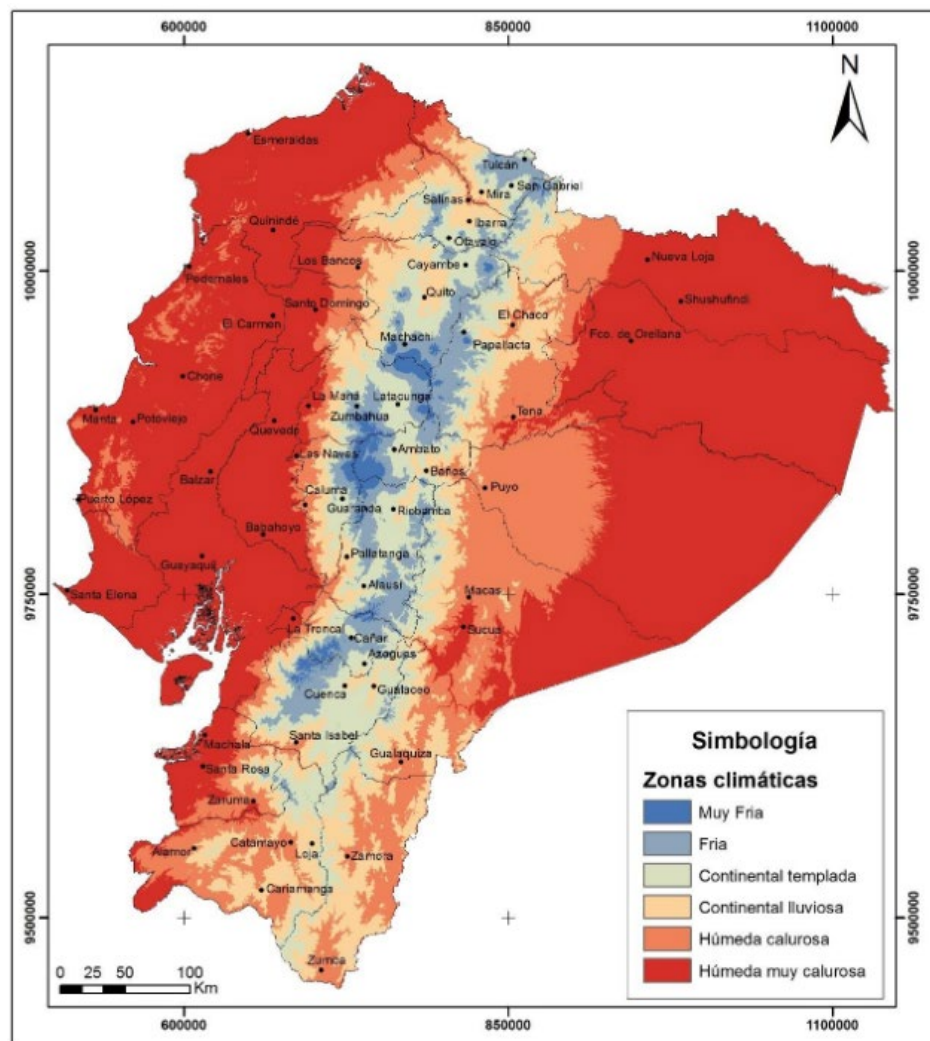 600000 850000 1100000
N
Esmeraldas
Tulcán
San Gabriel
Mira
Salinas
Ibarra
Quinindé
Otavalo
Los Bancos
Cayambe
Nueva Loja
10000000 10000000
Pedernales
Quito
Shushufindi
Santo Domingo
El Chaco
El Carmen
Machachi
Papallacta
Fco. de Orellana
Chone
La Maná
Latacunga
Zumbahua
Manta
Potoviejo
Tena
Quevedo
Las Naves
Ambato
Balzar
Baños
Puyo
Puerto López
Caluma
Guaranda
Riobamba
Babahoyo
Pallatanga
Guayaquil
Alausí
Santa Elena
Macas
9750000 9750000
La Troncal
Sucua
Cañar
Azogues
Cuenca
Gualaceo
Santa Isabel
Machala
Gualaquiza
Santa Rosa
Zaruma
Alamor
Catamayo
Loja
Zamora
Cariamanga
9500000 9500000
Zumba
Simbología
Zonas climáticas
Muy Fria
Fria
Continental templada
Continental lluviosa
Húmeda calurosa
Húmeda muy calurosa
0 25 50 100
Km
600000 850000 1100000